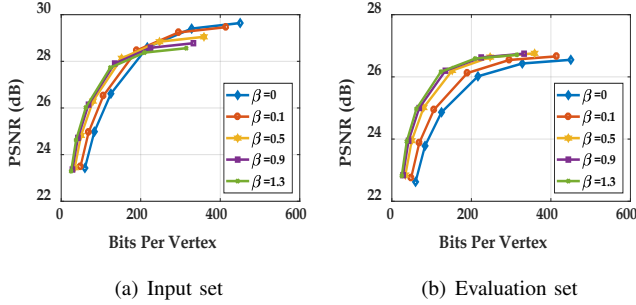 30
28
26
24
22
PSNR (dB)
β=0
β=0.1
β=0.5
β=0.9
β=1.3
0 200 400 600
Bits Per Vertex
(a) Input set
28
26
24
22
PSNR (dB)
β=0
β=0.1
β=0.5
β=0.9
β=1.3
0 200 400 600
Bits Per Vertex
(b) Evaluation set